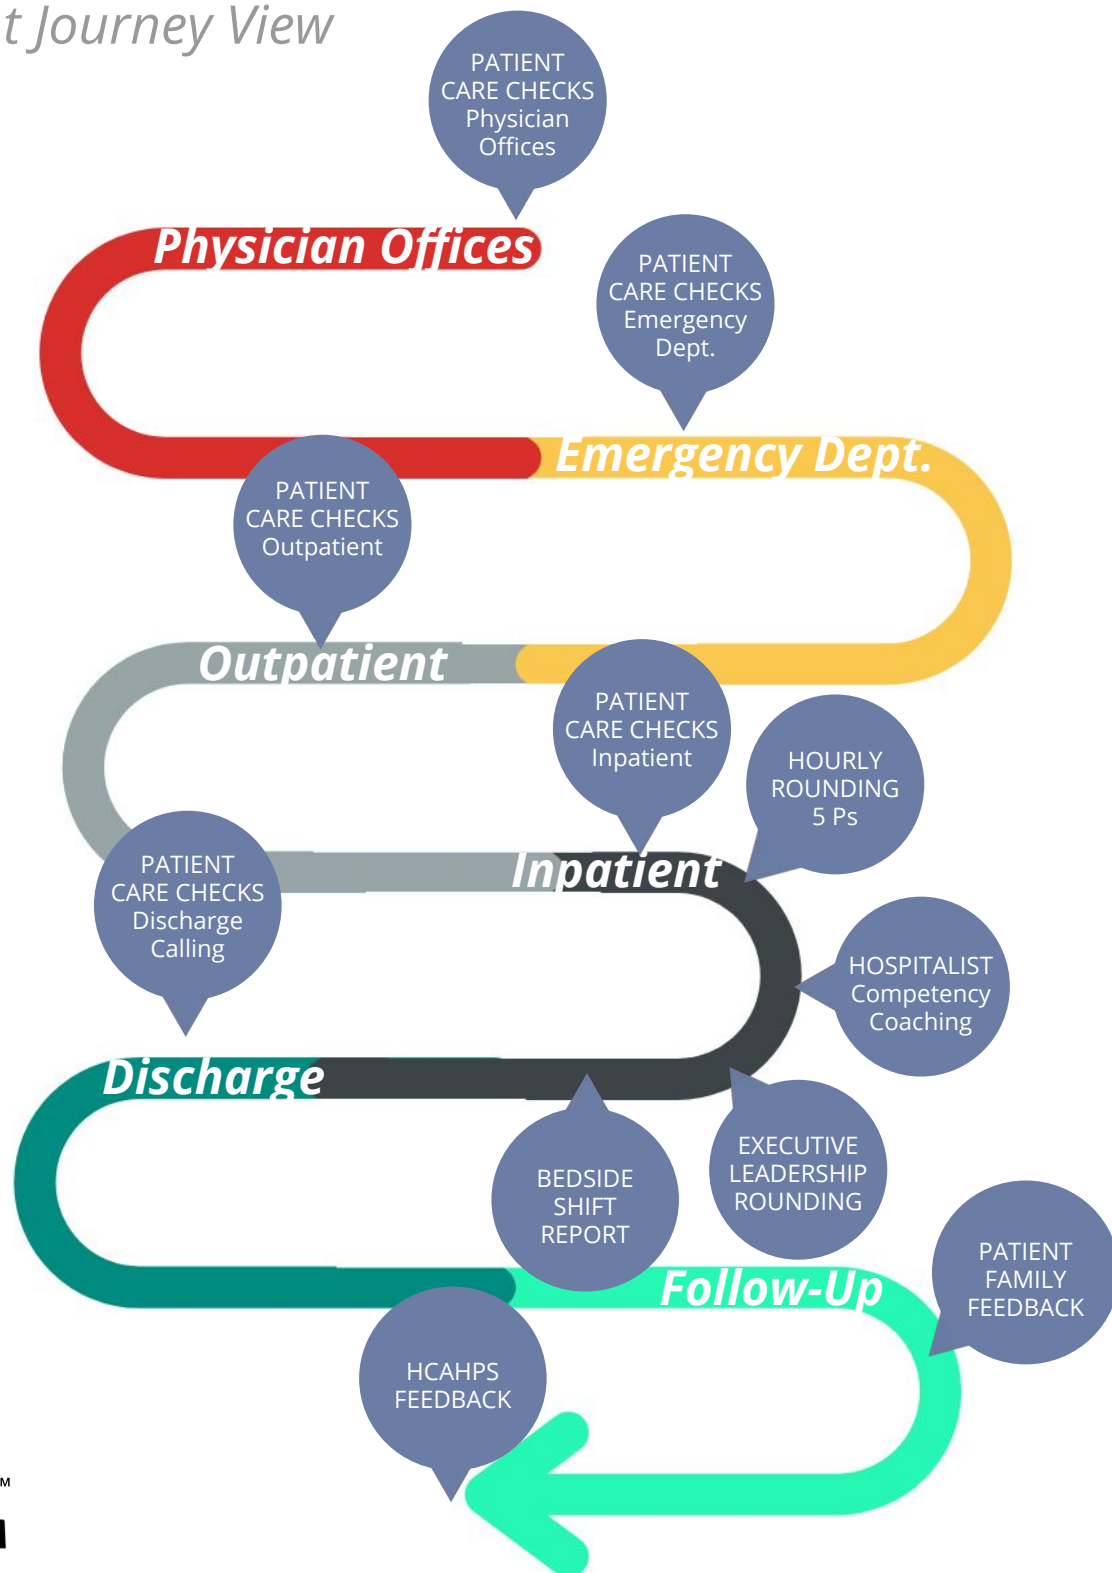 t Journey View
PATIENT
CARE CHECKS
Physician
Offices
Physician Offices
PATIENT
CARE CHECKS
Emergency
Dept.
Emergency Dept.
PATIENT
CARE CHECKS
Outpatient
Outpatient
PATIENT
CARE CHECKS
Inpatient
HOURLY
ROUNDING
5 Ps
Inpatient
PATIENT
CARE CHECKS
Discharge
Calling
HOSPITALIST
Competency
Coaching
Discharge
EXECUTIVE
LEADERSHIP
ROUNDING
BEDSIDE
SHIFT
REPORT
PATIENT
FAMILY
FEEDBACK
Follow-Up
HCAHPS
FEEDBACK
™